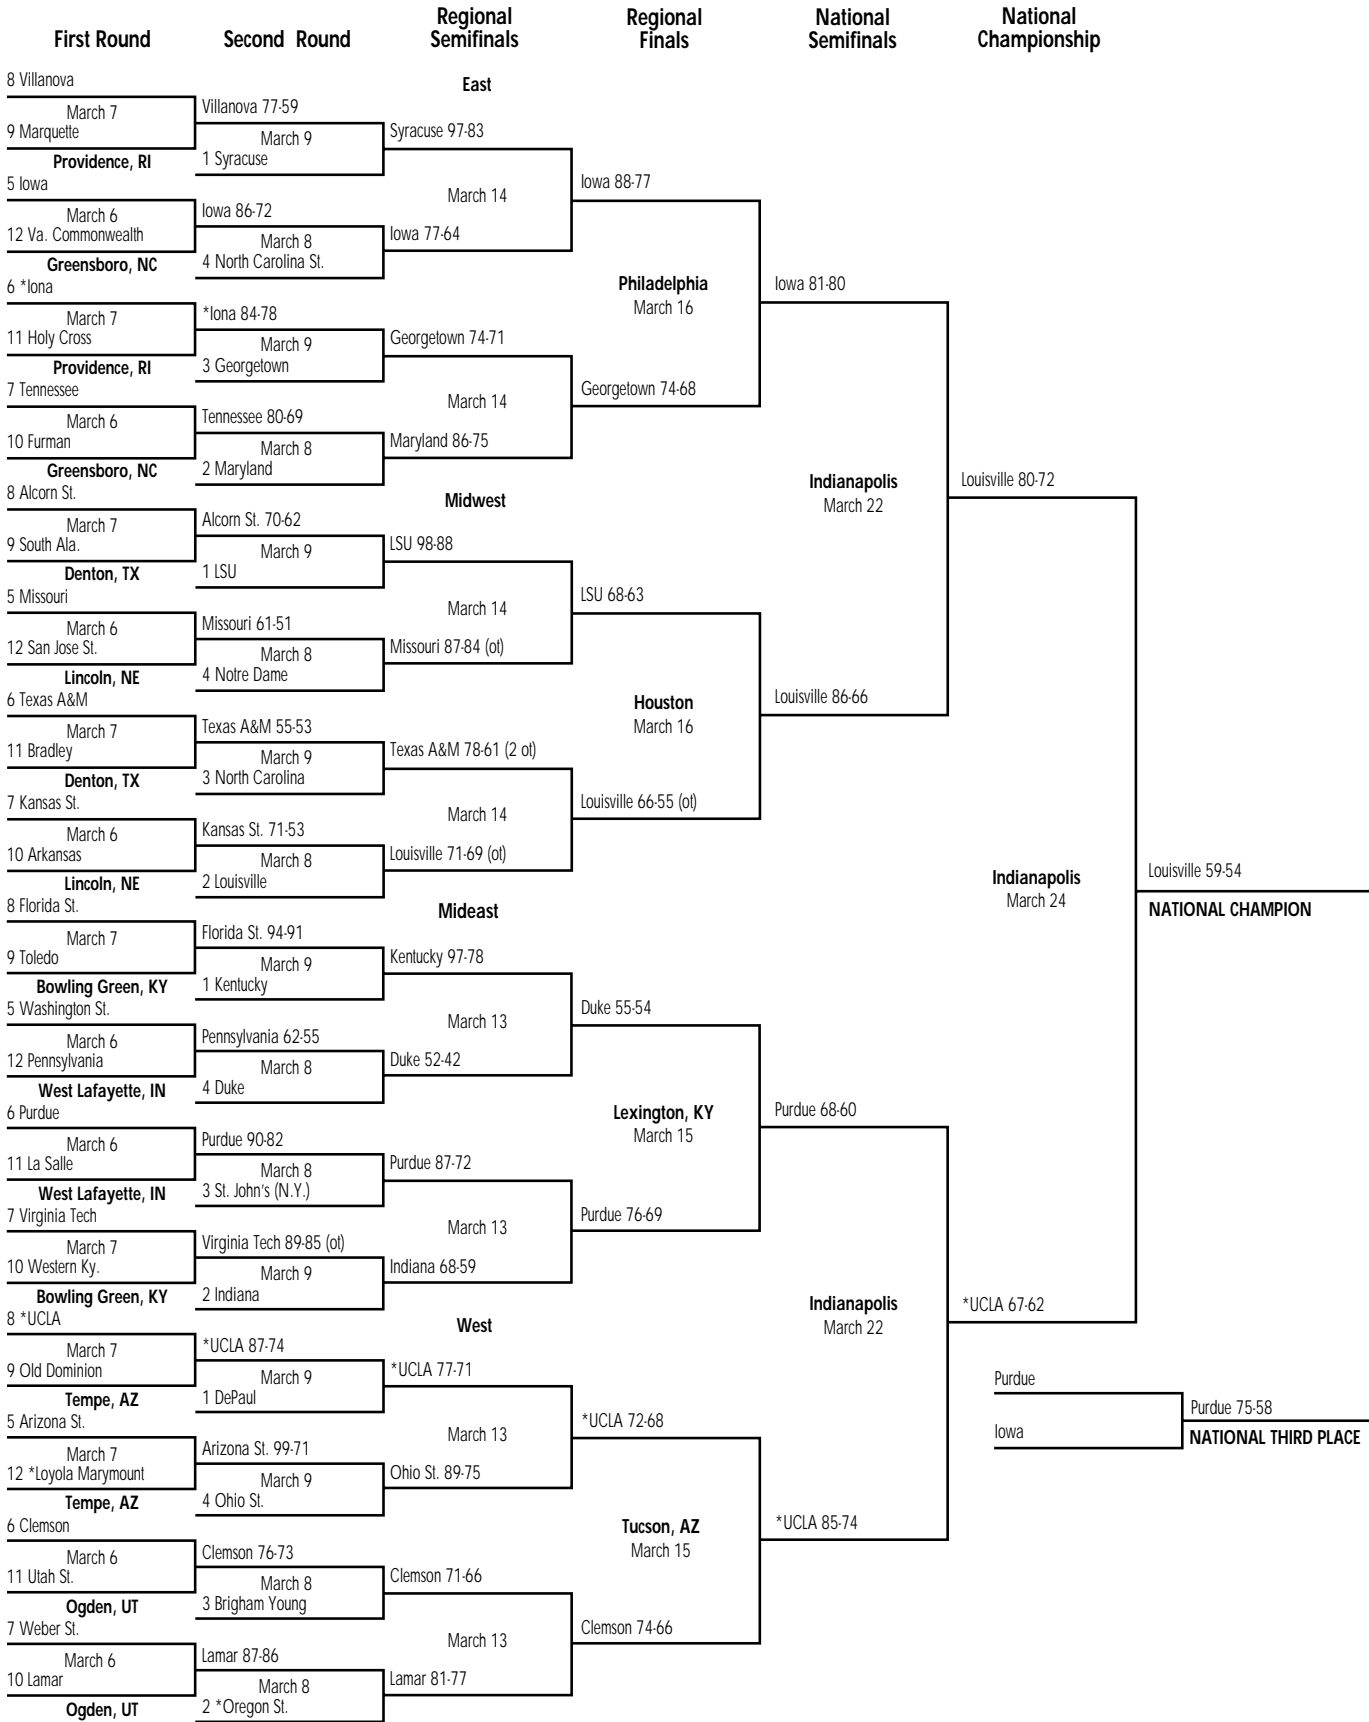 First Round
Second Round
Regional
Semifinals
Regional
Finals
National
Semifinals
National
Championship
8 Villanova
March 7
9 Marquette
Providence, RI
5 Iowa
March 6
12 Va. Commonwealth
Greensboro, NC
6 *Iona
March 7
11 Holy Cross
Providence, RI
7 Tennessee
March 6
10 Furman
Greensboro, NC
8 Alcorn St.
March 7
9 South Ala.
Denton, TX
5 Missouri
March 6
12 San Jose St.
Lincoln, NE
6 Texas A&M
March 7
11 Bradley
Denton, TX
7 Kansas St.
March 6
10 Arkansas
Lincoln, NE
8 Florida St.
March 7
9 Toledo
Bowling Green, KY
5 Washington St.
March 6
12 Pennsylvania
West Lafayette, IN
6 Purdue
March 6
11 La Salle
West Lafayette, IN
7 Virginia Tech
March 7
10 Western Ky.
Bowling Green, KY
8 *UCLA
March 7
9 Old Dominion
Tempe, AZ
5 Arizona St.
March 7
12 *Loyola Marymount
Tempe, AZ
6 Clemson
March 6
11 Utah St.
Ogden, UT
7 Weber St.
March 6
10 Lamar
Ogden, UT
Villanova 77-59
March 9
1 Syracuse
Iowa 86-72
March 8
4 North Carolina St.
*Iona 84-78
March 9
3 Georgetown
Tennessee 80-69
March 8
2 Maryland
Alcorn St. 70-62
March 9
1 LSU
Missouri 61-51
March 8
4 Notre Dame
Texas A&M 55-53
March 9
3 North Carolina
Kansas St. 71-53
March 8
2 Louisville
Florida St. 94-91
March 9
1 Kentucky
Pennsylvania 62-55
March 8
4 Duke
Purdue 90-82
March 8
3 St. John's (N.Y.)
Virginia Tech 89-85 (ot)
March 9
2 Indiana
*UCLA 87-74
March 9
1 DePaul
Arizona St. 99-71
March 9
4 Ohio St.
Clemson 76-73
March 8
3 Brigham Young
Lamar 87-86
March 8
2 *Oregon St.
East
Syracuse 97-83
March 14
Iowa 77-64
Georgetown 74-71
March 14
Maryland 86-75
Midwest
LSU 98-88
March 14
Missouri 87-84 (ot)
Texas A&M 78-61 (2 ot)
March 14
Louisville 71-69 (ot)
Mideast
Kentucky 97-78
March 13
Duke 52-42
Purdue 87-72
March 13
Indiana 68-59
West
*UCLA 77-71
March 13
Ohio St. 89-75
Clemson 71-66
March 13
Lamar 81-77
Iowa 88-77
Philadelphia
March 16
Georgetown 74-68
LSU 68-63
Houston
March 16
Louisville 66-55 (ot)
Duke 55-54
Lexington, KY
March 15
Purdue 76-69
*UCLA 72-68
Tucson, AZ
March 15
Clemson 74-66
Iowa 81-80
Indianapolis
March 22
Louisville 86-66
Purdue 68-60
Indianapolis
March 22
*UCLA 85-74
Louisville 80-72
Indianapolis
March 24
*UCLA 67-62
Louisville 59-54
NATIONAL CHAMPION
Purdue
Iowa
Purdue 75-58
NATIONAL THIRD PLACE